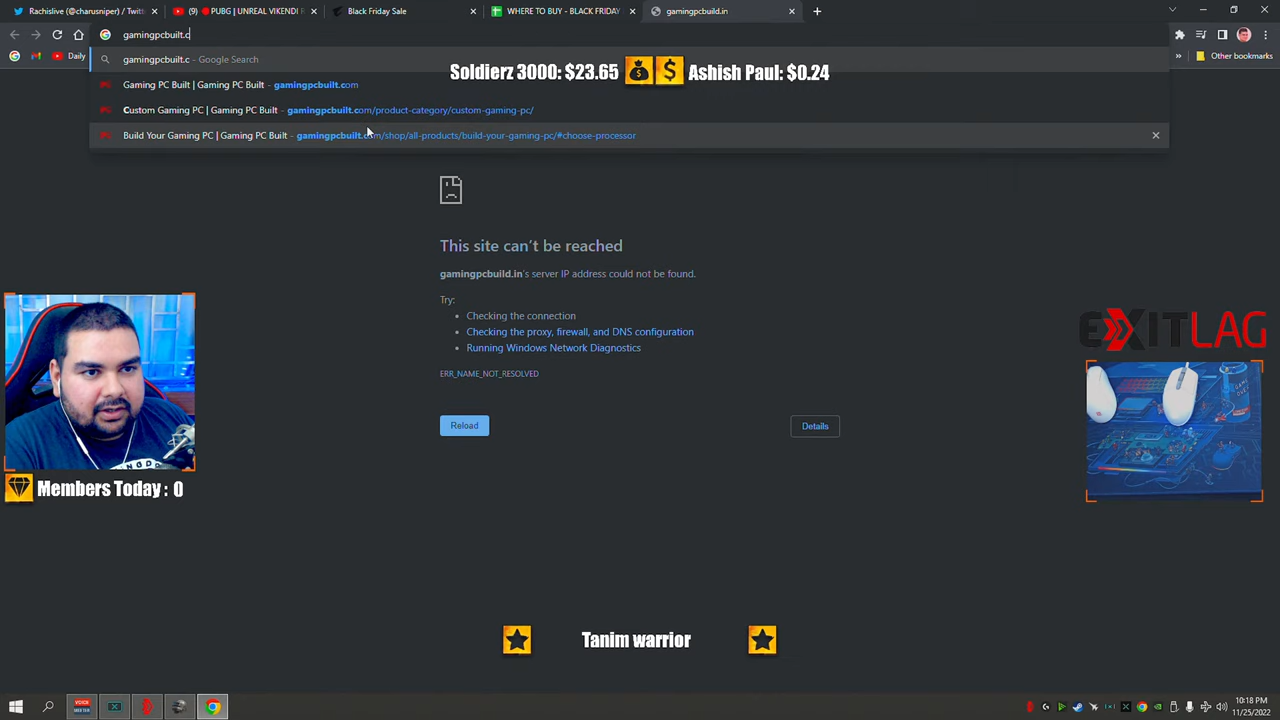 Rachislive (@charusniper) / Twitter
(9) 🔴 PUBG | UNREAL VIKENDI R
Black Friday Sale
WHERE TO BUY - BLACK FRIDAY
gamingpcbuild.in
gamingpcbuilt.c
gamingpcbuilt.c - Google Search
Daily
Other bookmarks
Gaming PC Built | Gaming PC Built - gamingpcbuilt.com
Custom Gaming PC | Gaming PC Built - gamingpcbuilt.com/product-category/custom-gaming-pc/
Build Your Gaming PC | Gaming PC Built - gamingpcbuilt.com/shop/all-products/build-your-gaming-pc/#choose-processor
Soldierz 3000: $23.65
Ashish Paul: $0.24
This site can't be reached
gamingpcbuild.in's server IP address could not be found.
Try:
• Checking the connection
• Checking the proxy, firewall, and DNS configuration
• Running Windows Network Diagnostics
ERR_NAME_NOT_RESOLVED
Reload
Details
EXITLAG
Members Today : 0
Tanim warrior
VOICE
MEETER
10:18 PM
11/25/2022